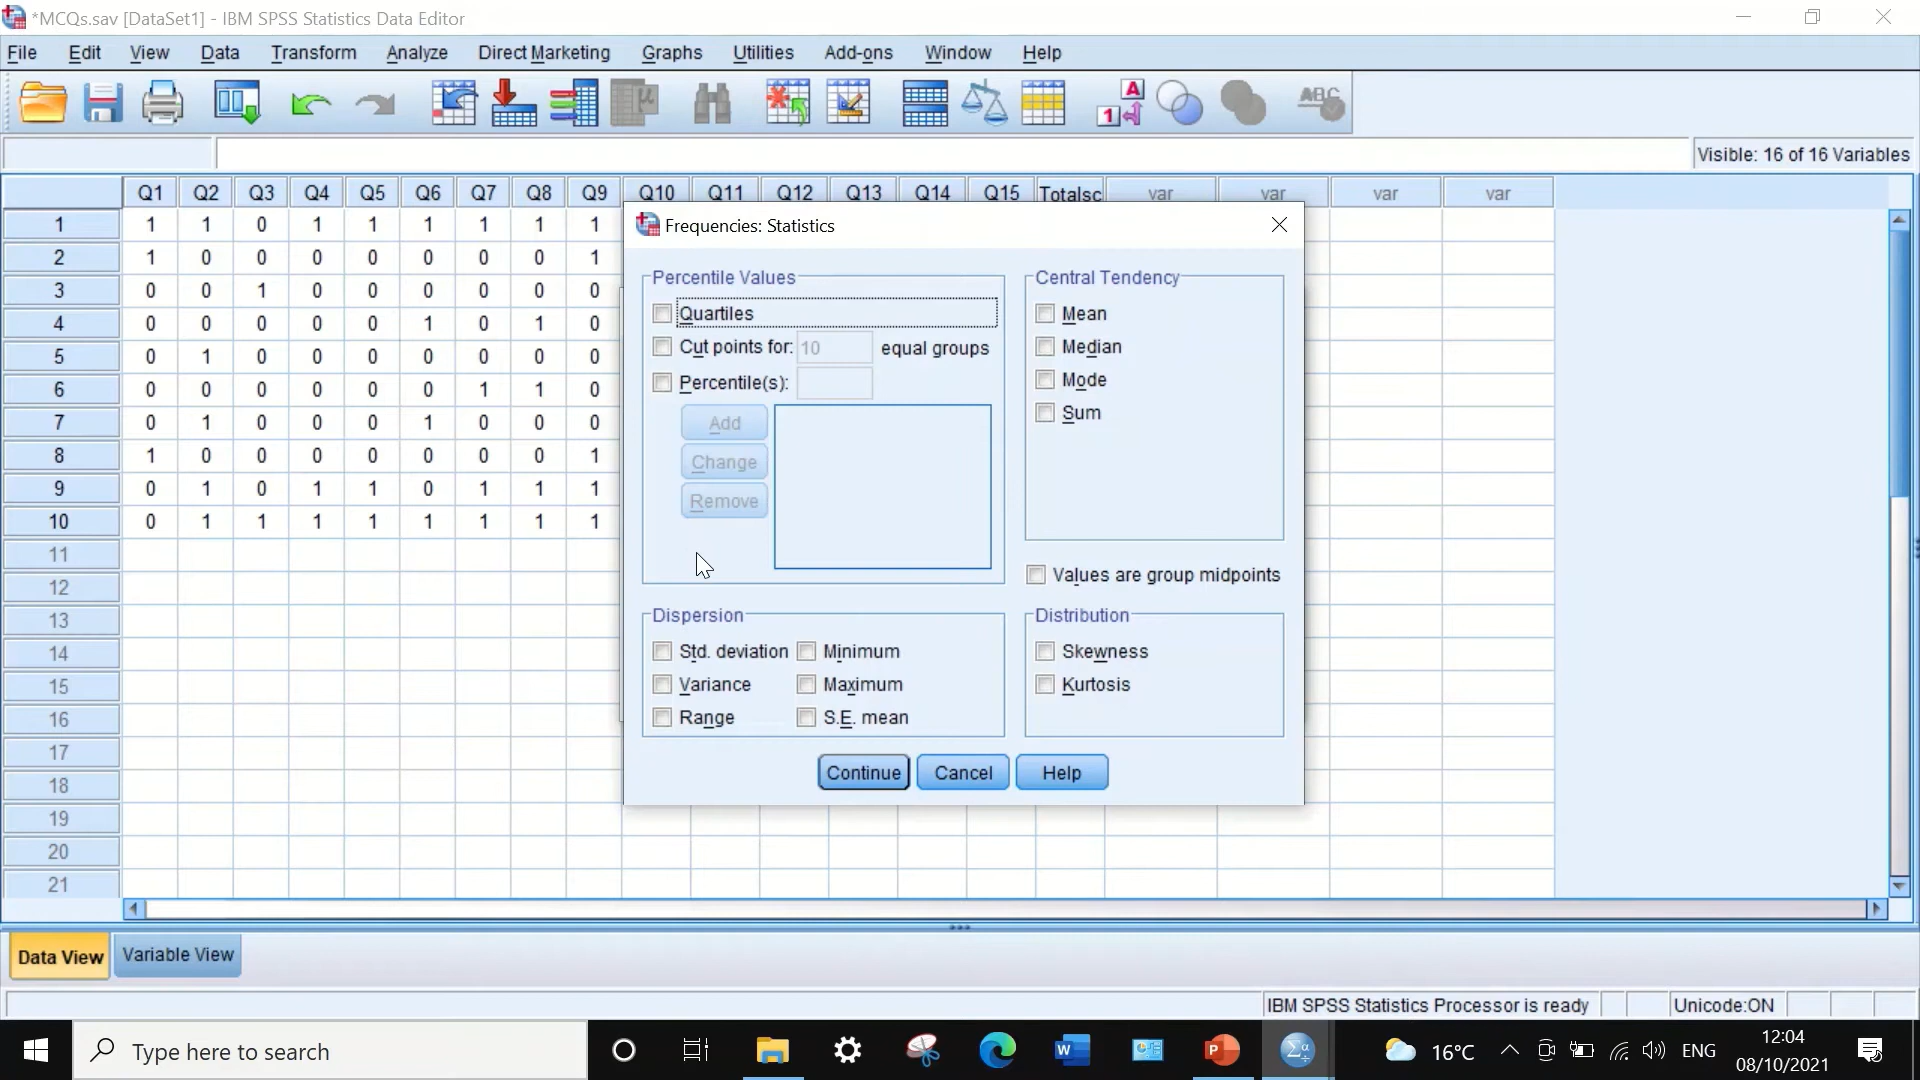 *MCQs.sav [DataSet1] - IBM SPSS Statistics Data Editor
File Edit View Data Transform Analyze Direct Marketing Graphs Utilities Add-ons Window Help
Visible: 16 of 16 Variables
Q1 Q2 Q3 Q4 Q5 Q6 Q7 Q8 Q9 Q10 Q11 Q12 Q13 Q14 Q15 Totalsc var var var var
1 1 1 0 1 1 1 1 1 1
2 1 0 0 0 0 0 0 0 1
3 0 0 1 0 0 0 0 0 0
4 0 0 0 0 0 1 0 1 0
5 0 1 0 0 0 0 0 0 0
6 0 0 0 0 0 0 1 1 0
7 0 1 0 0 0 1 0 0 0
8 1 0 0 0 0 0 0 0 1
9 0 1 0 1 1 0 1 1 1
10 0 1 1 1 1 1 1 1 1
11
12
13
14
15
16
17
18
19
20
21
Frequencies: Statistics
Percentile Values
Quartiles
Cut points for: 10 equal groups
Percentile(s):
Add
Change
Remove
Central Tendency
Mean
Median
Mode
Sum
Values are group midpoints
Dispersion
Std. deviation Minimum
Variance Maximum
Range S.E. mean
Distribution
Skewness
Kurtosis
Continue Cancel Help
Data View Variable View
IBM SPSS Statistics Processor is ready Unicode:ON
Type here to search
16°C ENG
12:04
08/10/2021